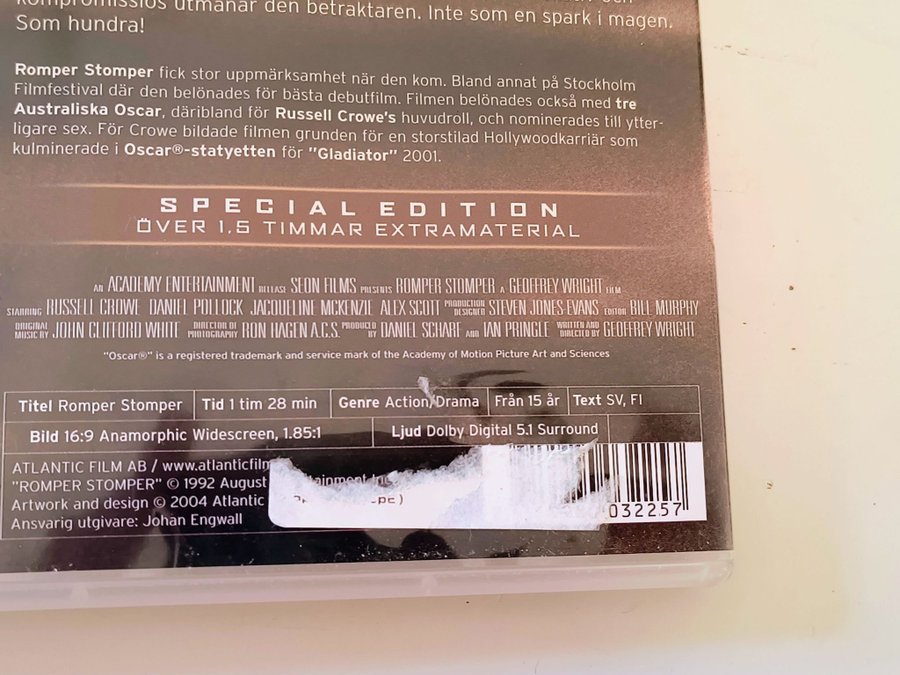 kompromisslös utmanar den betraktaren. Inte som en spark i magen.
Som hundra!
Romper Stomper fick stor uppmärksamhet när den kom. Bland annat på Stockholm
Filmfestival där den belönades för bästa debutfilm. Filmen belönades också med tre
Australiska Oscar, däribland för Russell Crowe's huvudroll, och nominerades till ytter-
ligare sex. För Crowe bildade filmen grunden för en storstilad Hollywoodkarriär som
kulminerade i Oscar®-statyetten för "Gladiator" 2001.
SPECIAL EDITION
ÖVER 1.5 TIMMAR EXTRAMATERIAL
AN ACADEMY ENTERTAINMENT RELEASE SEON FILMS PRESENTS ROMPER STOMPER A GEOFFREY WRIGHT FILM
STARRING RUSSELL CROWE DANIEL POLLOCK JACQUELINE MCKENZIE ALEX SCOTT PRODUCTION DESIGNER STEVEN JONES-EVANS EDITOR BILL MURPHY
ORIGINAL MUSIC BY JOHN CLIFFORD WHITE DIRECTOR OF PHOTOGRAPHY RON HAGEN A.C.S. PRODUCED BY DANIEL SCHARF AND IAN PRINGLE WRITTEN AND DIRECTED BY GEOFFREY WRIGHT
"Oscar®" is a registered trademark and service mark of the Academy of Motion Picture Art and Sciences
Titel Romper Stomper Tid 1 tim 28 min Genre Action/Drama Från 15 år Text SV, FI
Bild 16:9 Anamorphic Widescreen, 1.85:1 Ljud Dolby Digital 5.1 Surround
ATLANTIC FILM AB / www.atlanticfilm
"ROMPER STOMPER" © 1992 August
Artwork and design © 2004 Atlantic
Ansvarig utgivare: Johan Engwall
032257